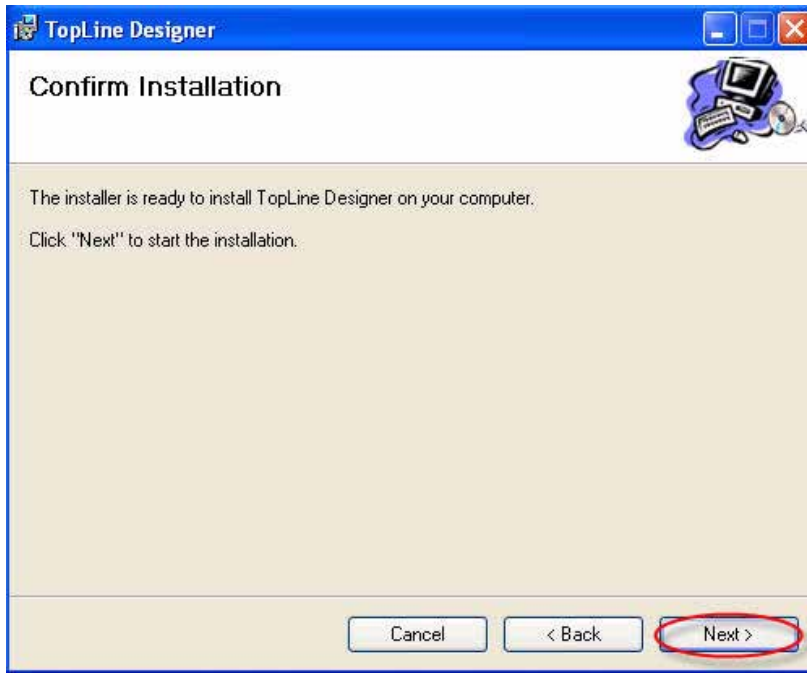 TopLine Designer
Confirm Installation
The installer is ready to install TopLine Designer on your computer.
Click "Next" to start the installation.
Cancel
< Back
Next >